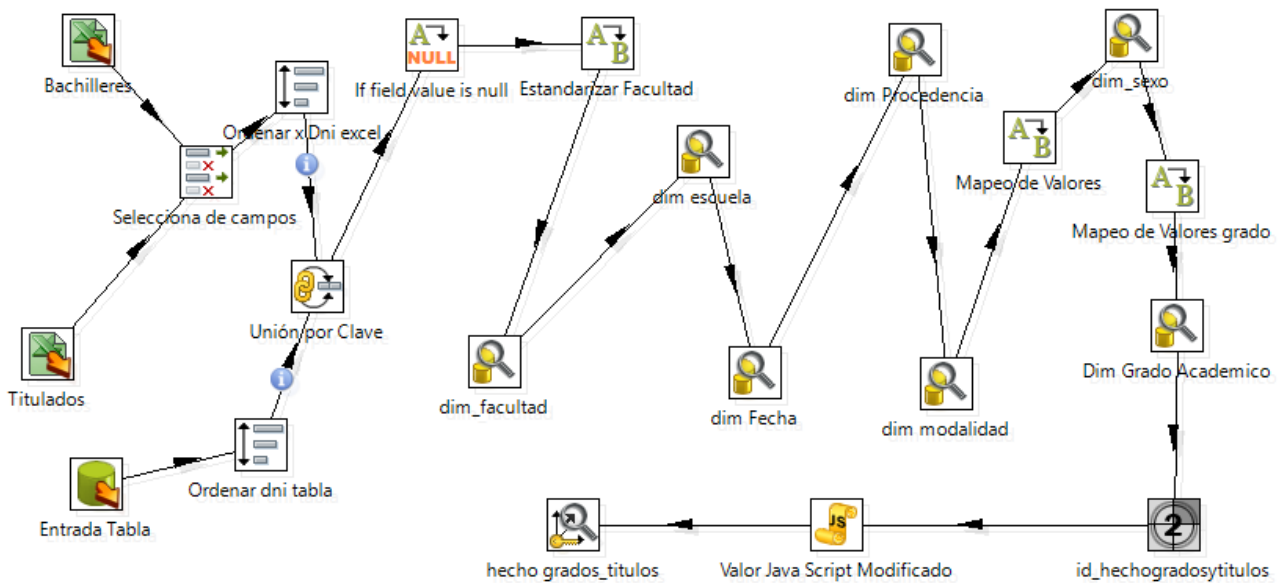 Bachilleres
Ordenar x Dni excel
If field value is null
NULL
A
Estandarizar Facultad
A
B
dim Procedencia
dim_sexo
Selecciona de campos
dim escuela
A
B
Mapeo de Valores
A
B
Mapeo de Valores grado
i
Unión por Clave
Titulados
i
dim_facultad
dim Fecha
dim modalidad
Dim Grado Academico
Entrada Tabla
Ordenar dni tabla
hecho grados_titulos
JS
Valor Java Script Modificado
2
id_hechogradosytitulos